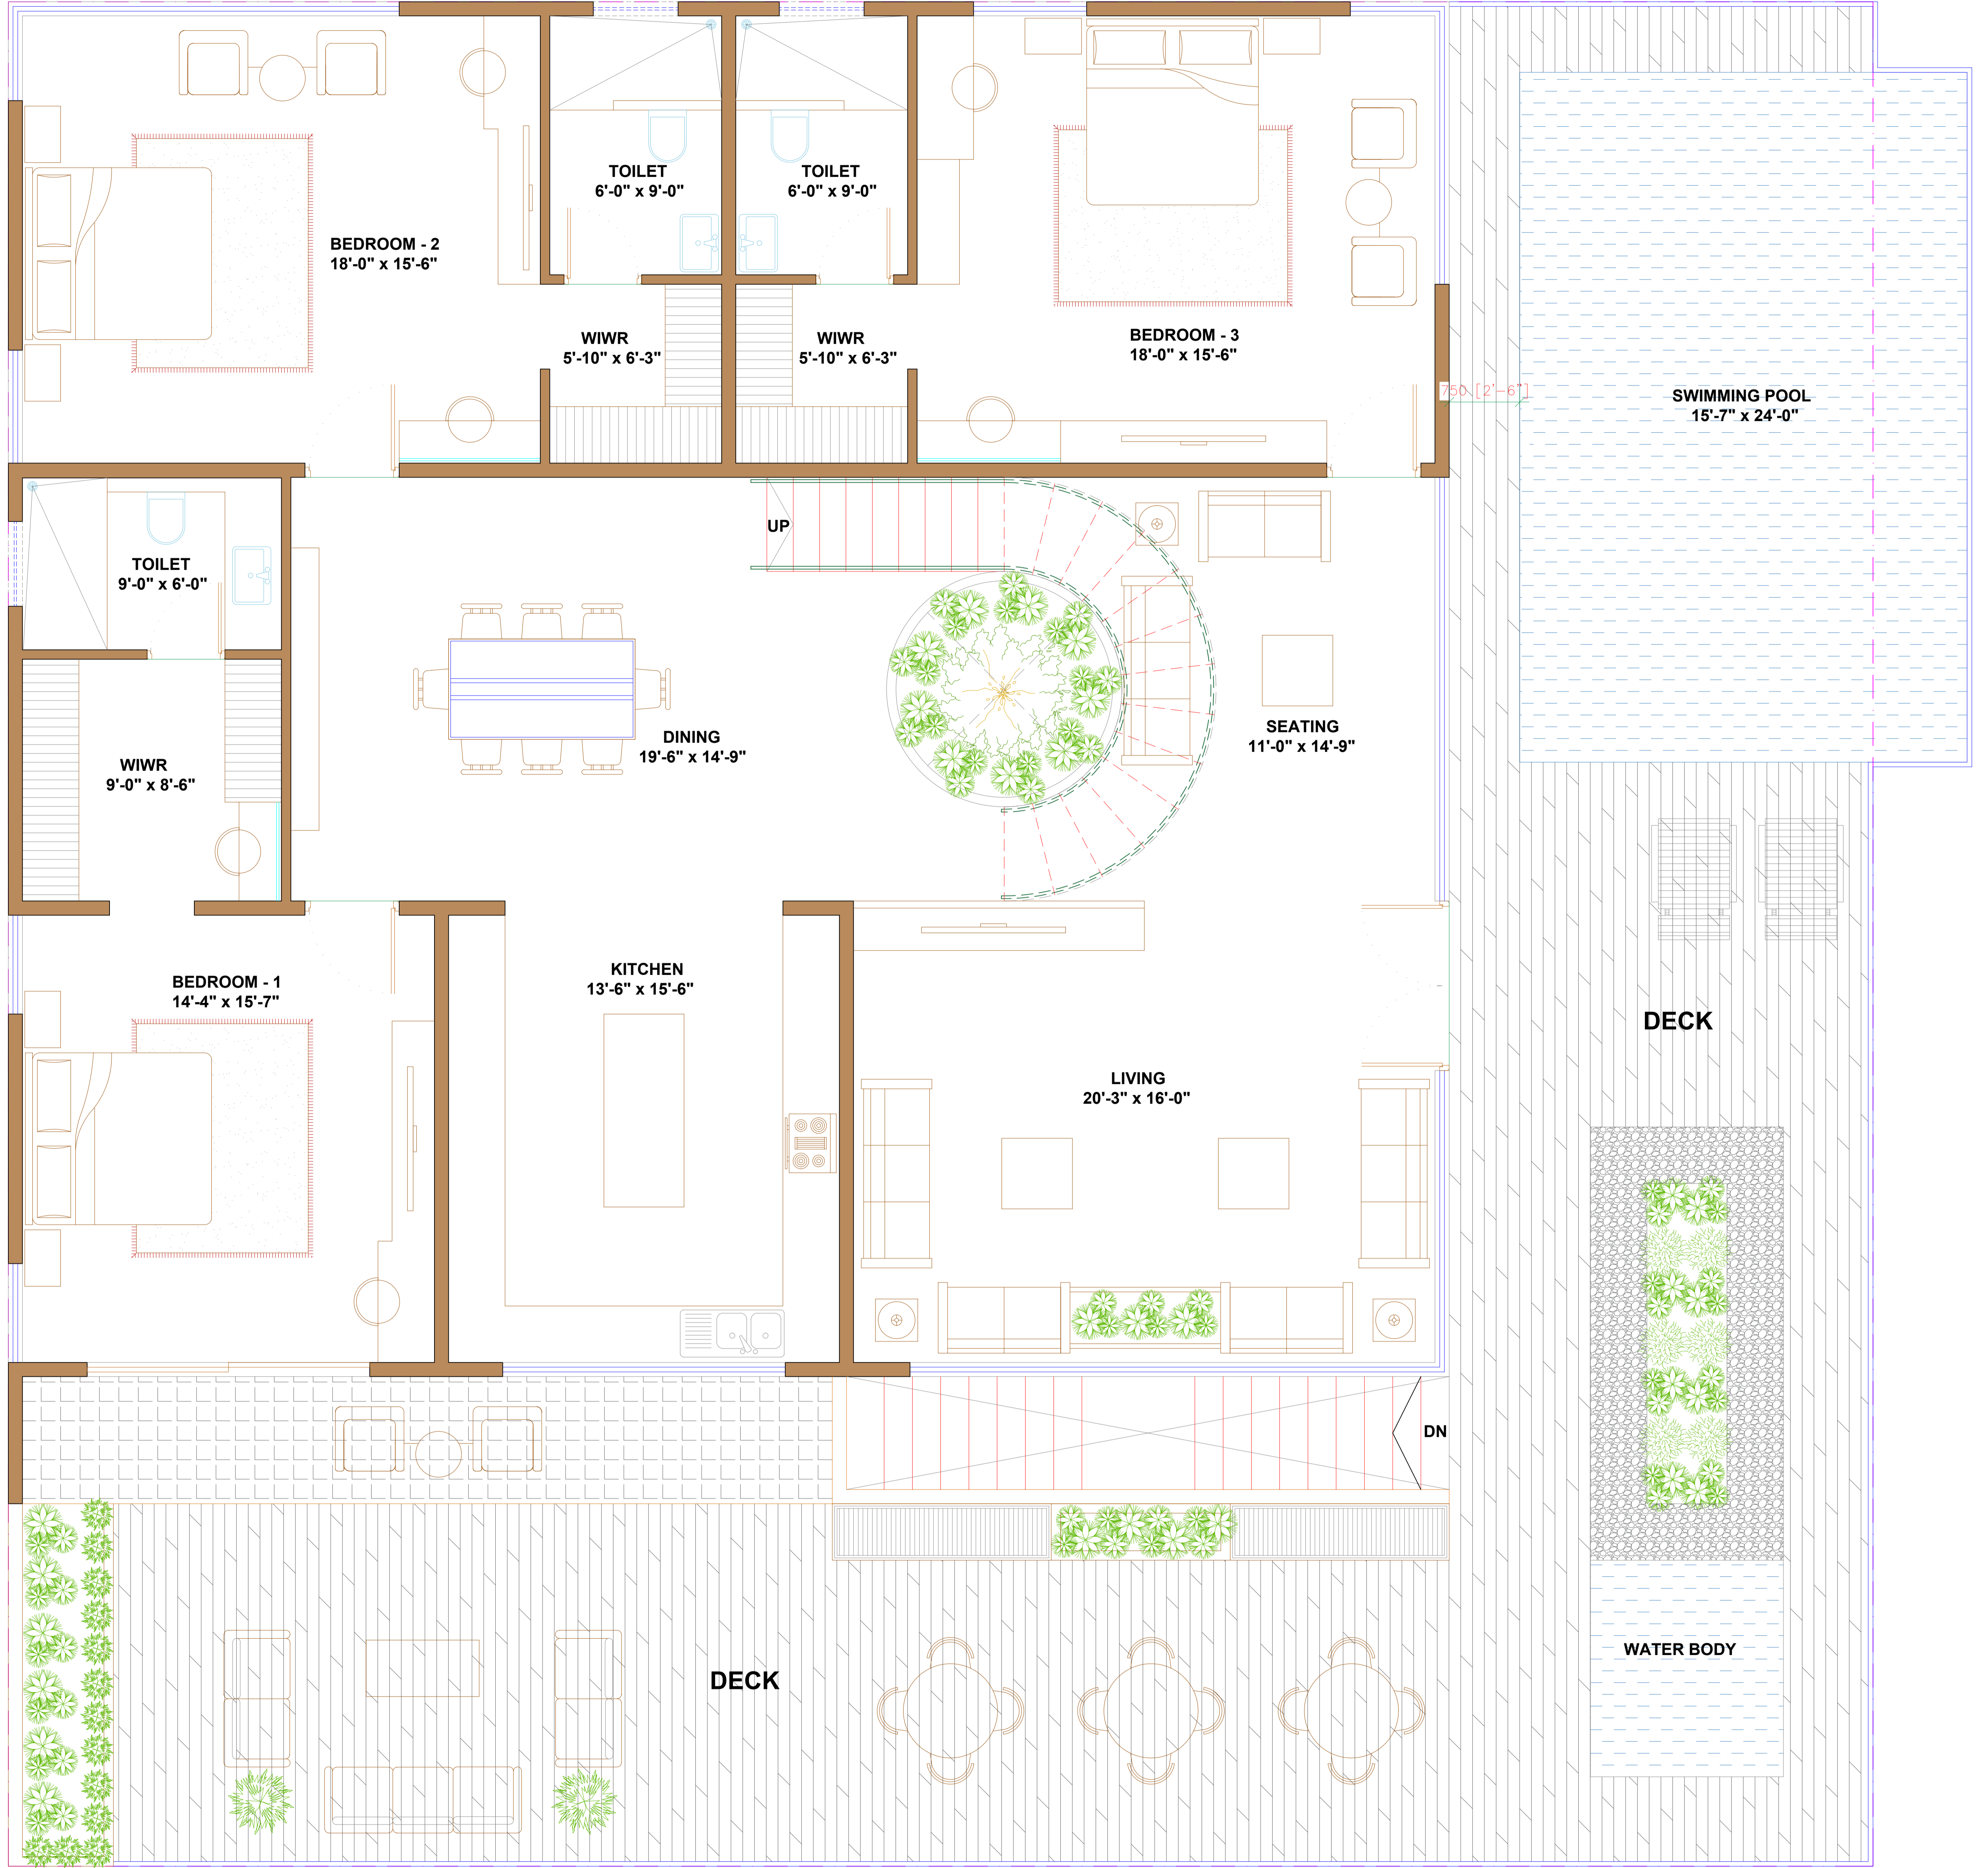 TOILET
6'-0" x 9'-0"
TOILET
6'-0" x 9'-0"
BEDROOM - 2
18'-0" x 15'-6"
WIWR
5'-10" x 6'-3"
WIWR
5'-10" x 6'-3"
BEDROOM - 3
18'-0" x 15'-6"
750 [2'-6"]
SWIMMING POOL
15'-7" x 24'-0"
UP
TOILET
9'-0" x 6'-0"
DINING
19'-6" x 14'-9"
SEATING
11'-0" x 14'-9"
WIWR
9'-0" x 8'-6"
BEDROOM - 1
14'-4" x 15'-7"
KITCHEN
13'-6" x 15'-6"
DECK
LIVING
20'-3" x 16'-0"
DN
WATER BODY
DECK